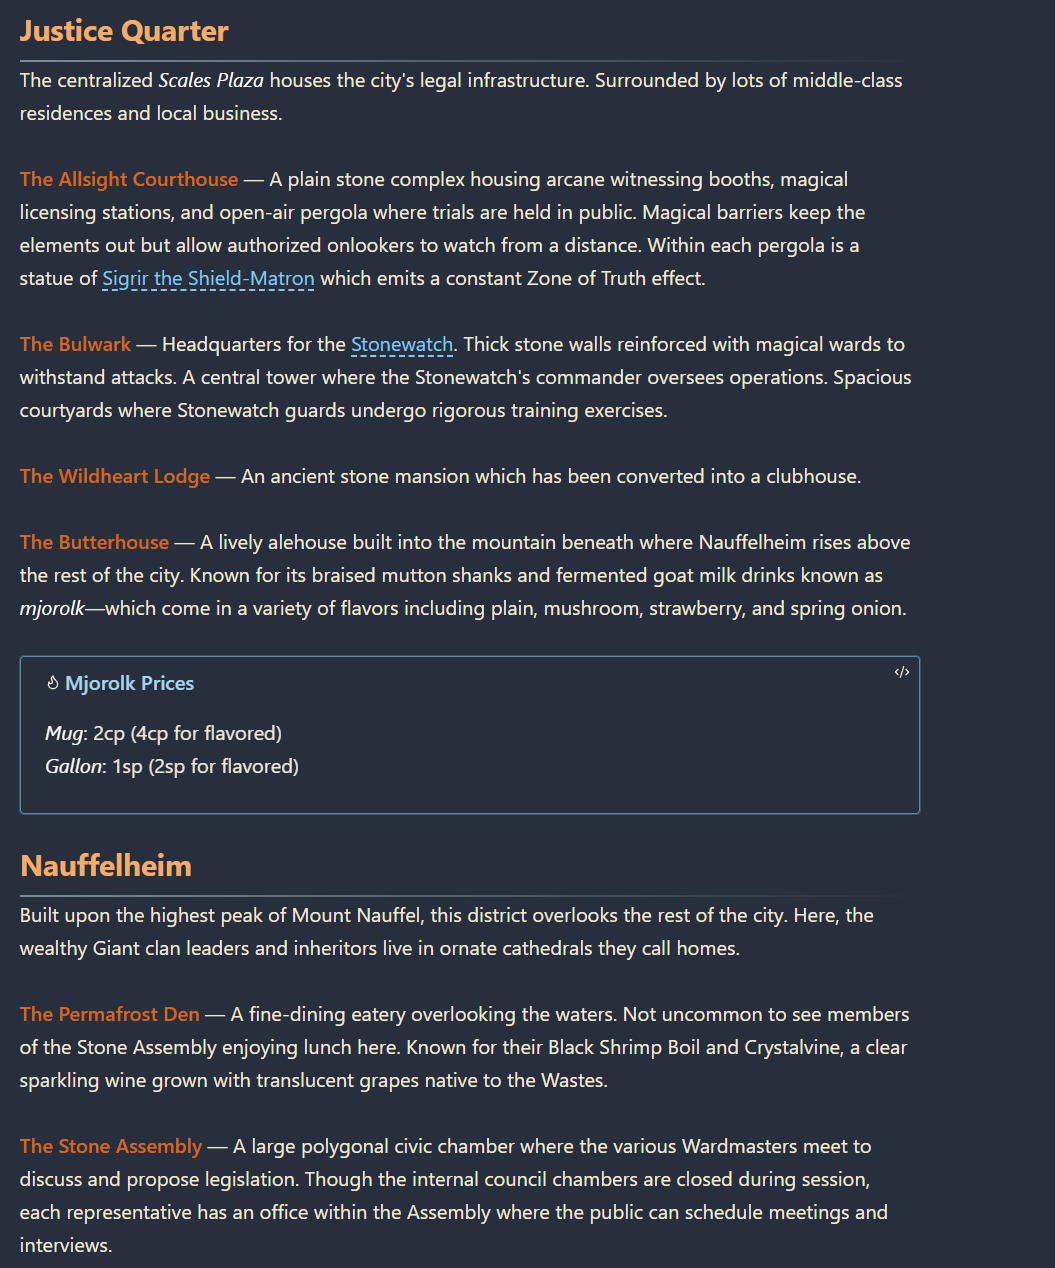 Justice Quarter
The centralized Scales Plaza houses the city's legal infrastructure. Surrounded by lots of middle-class
residences and local business.
The Allsight Courthouse — A plain stone complex housing arcane witnessing booths, magical
licensing stations, and open-air pergola where trials are held in public. Magical barriers keep the
elements out but allow authorized onlookers to watch from a distance. Within each pergola is a
statue of Sigrir the Shield-Matron which emits a constant Zone of Truth effect.
The Bulwark — Headquarters for the Stonewatch. Thick stone walls reinforced with magical wards to
withstand attacks. A central tower where the Stonewatch's commander oversees operations. Spacious
courtyards where Stonewatch guards undergo rigorous training exercises.
The Wildheart Lodge — An ancient stone mansion which has been converted into a clubhouse.
The Butterhouse — A lively alehouse built into the mountain beneath where Nauffelheim rises above
the rest of the city. Known for its braised mutton shanks and fermented goat milk drinks known as
mjorolk—which come in a variety of flavors including plain, mushroom, strawberry, and spring onion.
</>
Mjorolk Prices
Mug: 2cp (4cp for flavored)
Gallon: 1sp (2sp for flavored)
Nauffelheim
Built upon the highest peak of Mount Nauffel, this district overlooks the rest of the city. Here, the
wealthy Giant clan leaders and inheritors live in ornate cathedrals they call homes.
The Permafrost Den — A fine-dining eatery overlooking the waters. Not uncommon to see members
of the Stone Assembly enjoying lunch here. Known for their Black Shrimp Boil and Crystalvine, a clear
sparkling wine grown with translucent grapes native to the Wastes.
The Stone Assembly — A large polygonal civic chamber where the various Wardmasters meet to
discuss and propose legislation. Though the internal council chambers are closed during session,
each representative has an office within the Assembly where the public can schedule meetings and
interviews.